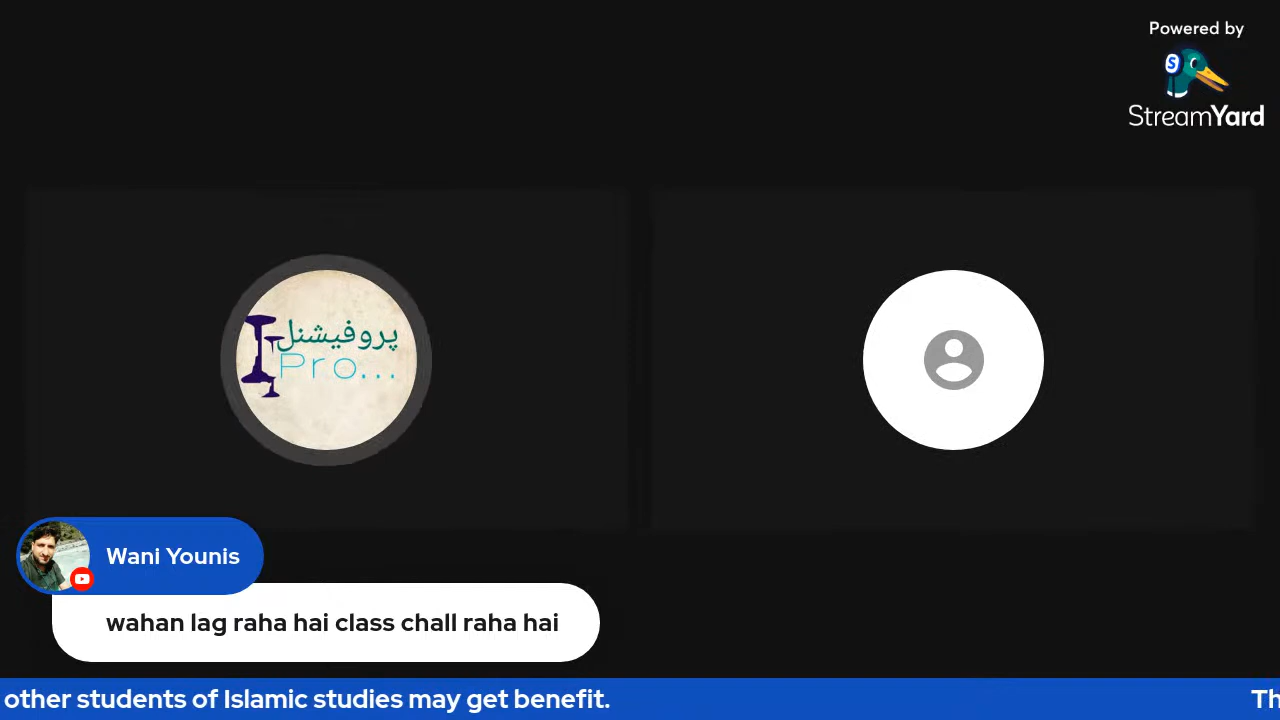 Powered by
StreamYard
پروفیشنل
Pro...
Wani Younis
wahan lag raha hai class chall raha hai
other students of Islamic studies may get benefit. Th